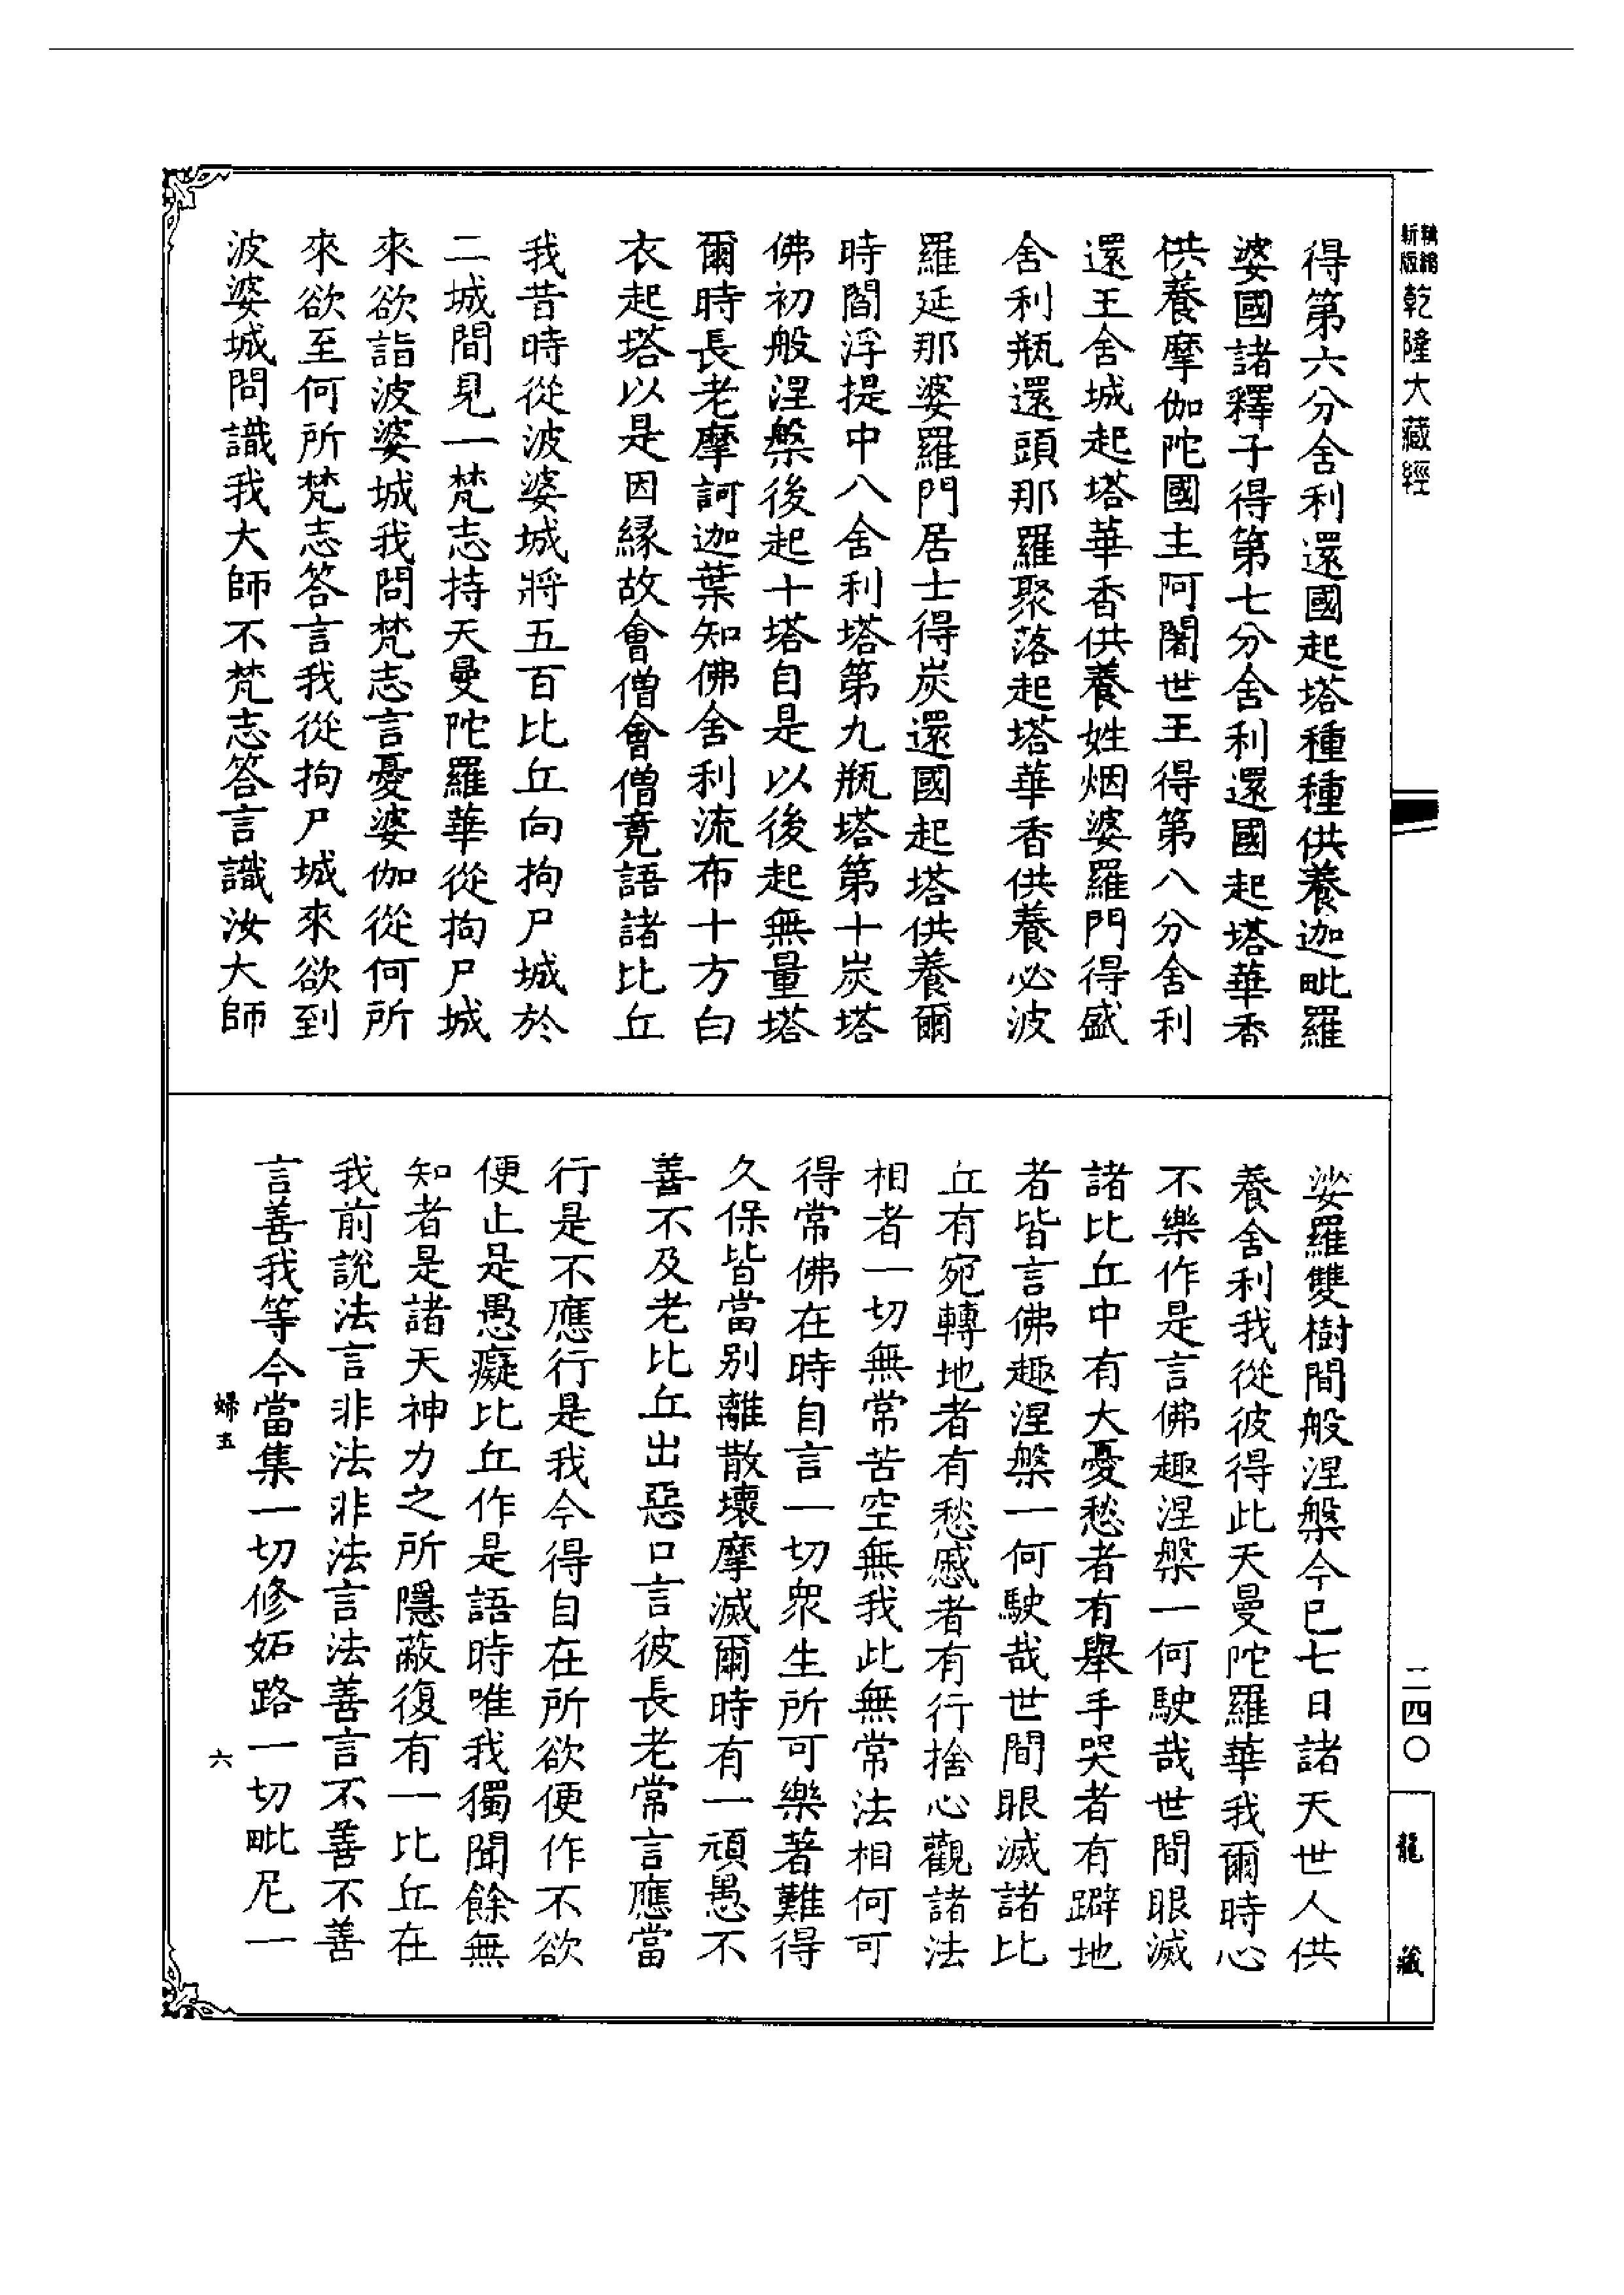 精縮
新版
乾隆大藏經
得第六分舍利還國起塔種種供養迦毗羅
婆國諸釋子得第七分舍利還國起塔華香
供養摩伽陀國主阿闍世王得第八分舍利
還王舍城起塔華香供養姓烟婆羅門得盛
舍利瓶還頭那羅聚落起塔華香供養必波
羅延那婆羅門居士得炭還國起塔供養爾
時閻浮提中八舍利塔第九瓶塔第十炭塔
佛初般涅槃後起十塔自是以後起無量塔
爾時長老摩訶迦葉知佛舍利流布十方白
衣起塔以是因緣故會僧會僧竟語諸比丘
我昔時從波婆城將五百比丘向拘尸城於
二城間見一梵志持天曼陀羅華從拘尸城
來欲詣波婆城我問梵志言憂婆伽從何所
來欲至何所梵志答言我從拘尸城來欲到
波婆城問識我大師不梵志答言識汝大師
娑羅雙樹間般涅槃今已七日諸天世人供
養舍利我從彼得此天曼陀羅華我爾時心
不樂作是言佛趣涅槃一何駛哉世間眼滅
諸比丘中有大憂愁者有舉手哭者有躃地
者皆言佛趣涅槃一何駛哉世間眼滅諸比
丘有宛轉地者有愁慼者有行捨心觀諸法
相者一切無常苦空無我此無常法相何可
得常佛在時自言一切眾生所可樂著難得
久保皆當別離散壞摩滅爾時有一頑愚不
善不及老比丘出惡口言彼長老常言應當
行是不應行是我今得自在所欲便作不欲
便止是愚癡比丘作是語時唯我獨聞餘無
知者是諸天神力之所隱蔽復有一比丘在
我前說法言非法非法言法善言不善不善
言善我等今當集一切修妬路一切毗尼一
婦五
六
二四〇
龍藏